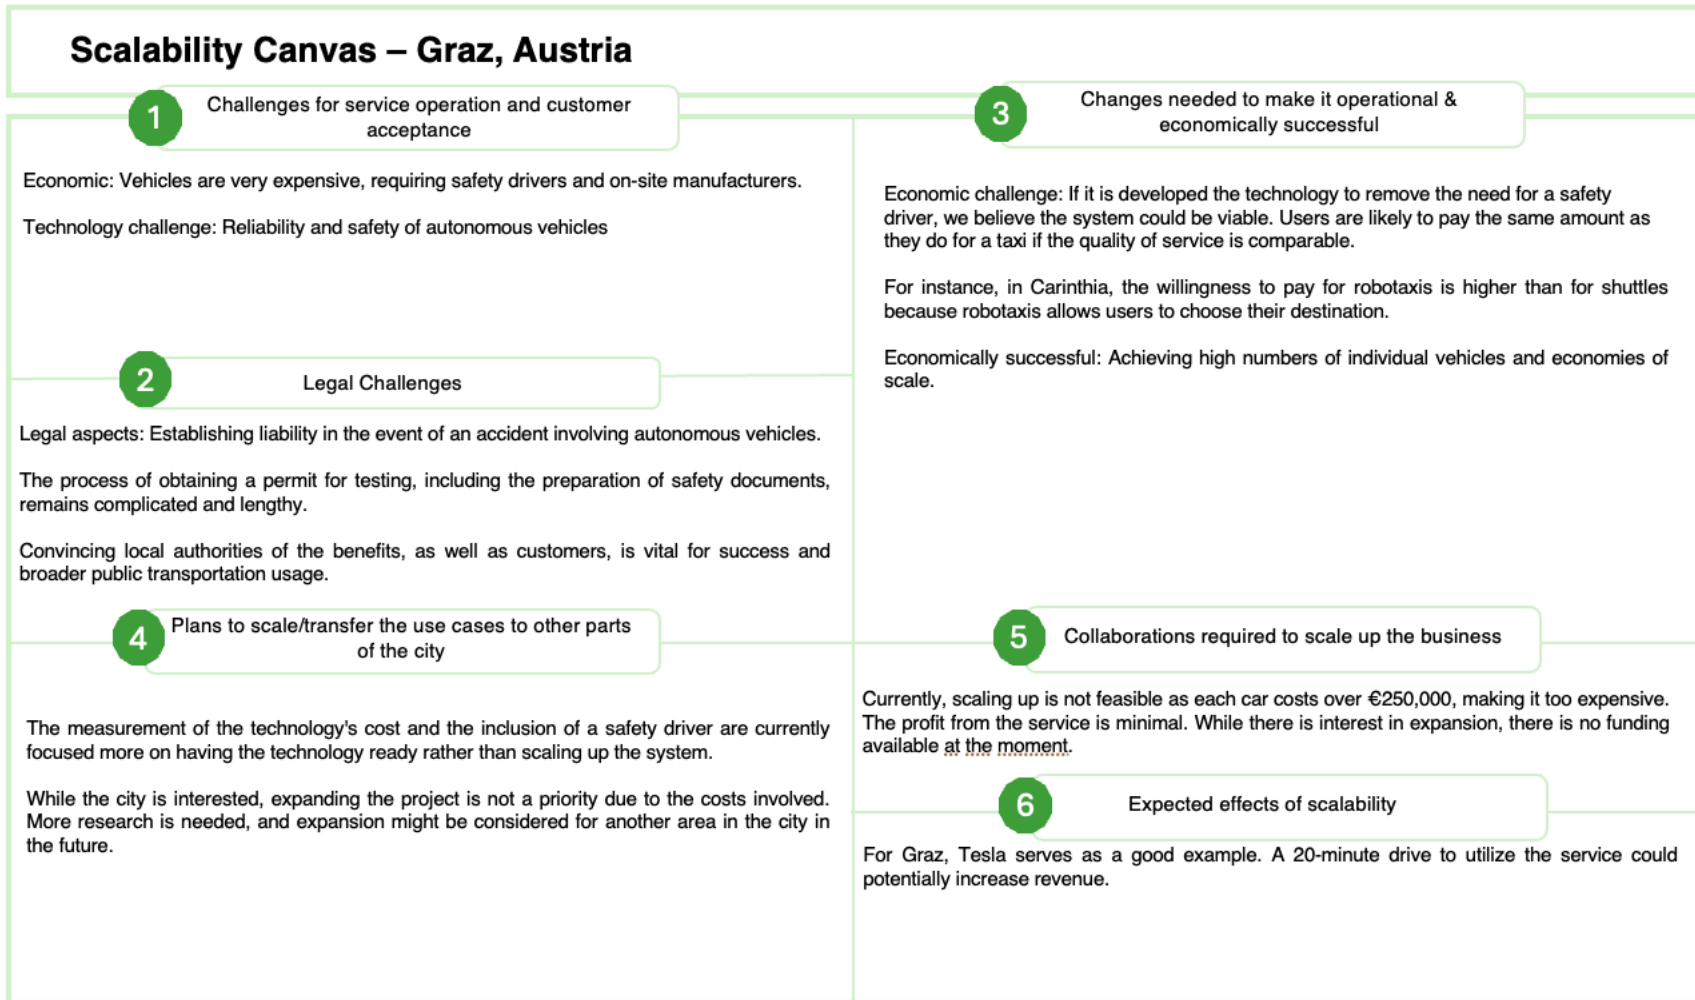 Scalability Canvas – Graz, Austria
1
Challenges for service operation and customer
acceptance
Economic: Vehicles are very expensive, requiring safety drivers and on-site manufacturers.
Technology challenge: Reliability and safety of autonomous vehicles
2
Legal Challenges
Legal aspects: Establishing liability in the event of an accident involving autonomous vehicles.
The process of obtaining a permit for testing, including the preparation of safety documents,
remains complicated and lengthy.
Convincing local authorities of the benefits, as well as customers, is vital for success and
broader public transportation usage.
3
Changes needed to make it operational &
economically successful
Economic challenge: If it is developed the technology to remove the need for a safety
driver, we believe the system could be viable. Users are likely to pay the same amount as
they do for a taxi if the quality of service is comparable.
For instance, in Carinthia, the willingness to pay for robotaxis is higher than for shuttles
because robotaxis allows users to choose their destination.
Economically successful: Achieving high numbers of individual vehicles and economies of
scale.
4
Plans to scale/transfer the use cases to other parts
of the city
The measurement of the technology's cost and the inclusion of a safety driver are currently
focused more on having the technology ready rather than scaling up the system.
While the city is interested, expanding the project is not a priority due to the costs involved.
More research is needed, and expansion might be considered for another area in the city in
the future.
5
Collaborations required to scale up the business
Currently, scaling up is not feasible as each car costs over €250,000, making it too expensive.
The profit from the service is minimal. While there is interest in expansion, there is no funding
available at the moment.
6
Expected effects of scalability
For Graz, Tesla serves as a good example. A 20-minute drive to utilize the service could
potentially increase revenue.